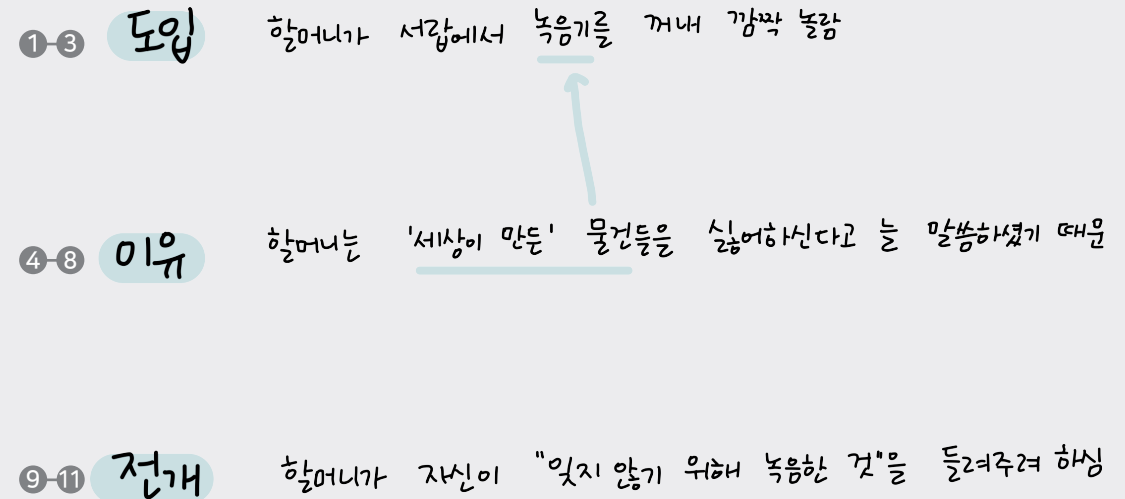 1-3 도입 할머니가 서랍에서 녹음기를 꺼내 깜짝 놀람
4-8 이유 할머니는 '세상이 만든' 물건들을 싫어하신다고 늘 말씀하셨기 때문
9-11 전개 할머니가 자신이 "잊지 않기 위해 녹음한 것"을 들려주려 하심